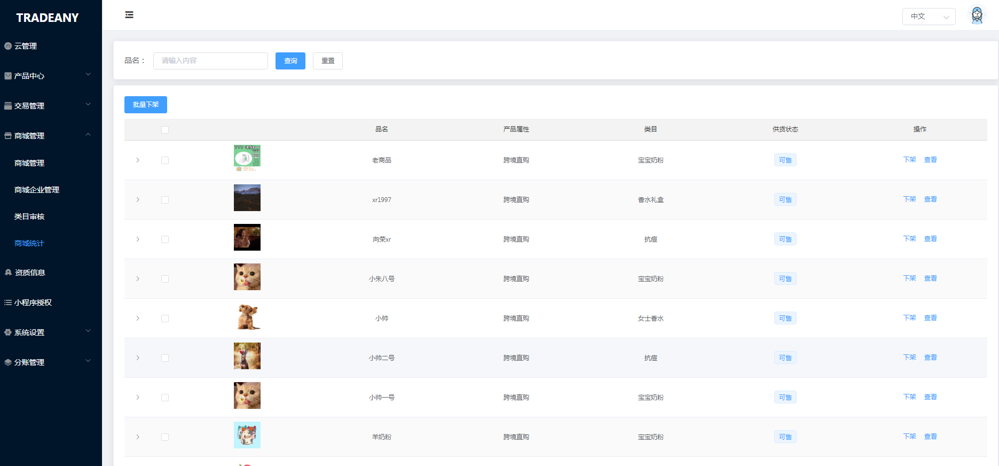 TRADEANY
中文
云管理
产品中心
交易管理
商城管理
商城管理
商城企业管理
类目审核
商城统计
资质信息
小程序授权
系统设置
分账管理
品名： 请输入内容 查询 重置
批量下架
品名 产品属性 类目 供货状态 操作
老商品 跨境直购 宝宝奶粉 可售 下架 查看
xr1997 跨境直购 香水礼盒 可售 下架 查看
向荣xr 跨境直购 抗痘 可售 下架 查看
小朱八号 跨境直购 宝宝奶粉 可售 下架 查看
小帅 跨境直购 女士香水 可售 下架 查看
小帅二号 跨境直购 抗痘 可售 下架 查看
小帅一号 跨境直购 宝宝奶粉 可售 下架 查看
羊奶粉 跨境直购 宝宝奶粉 可售 下架 查看